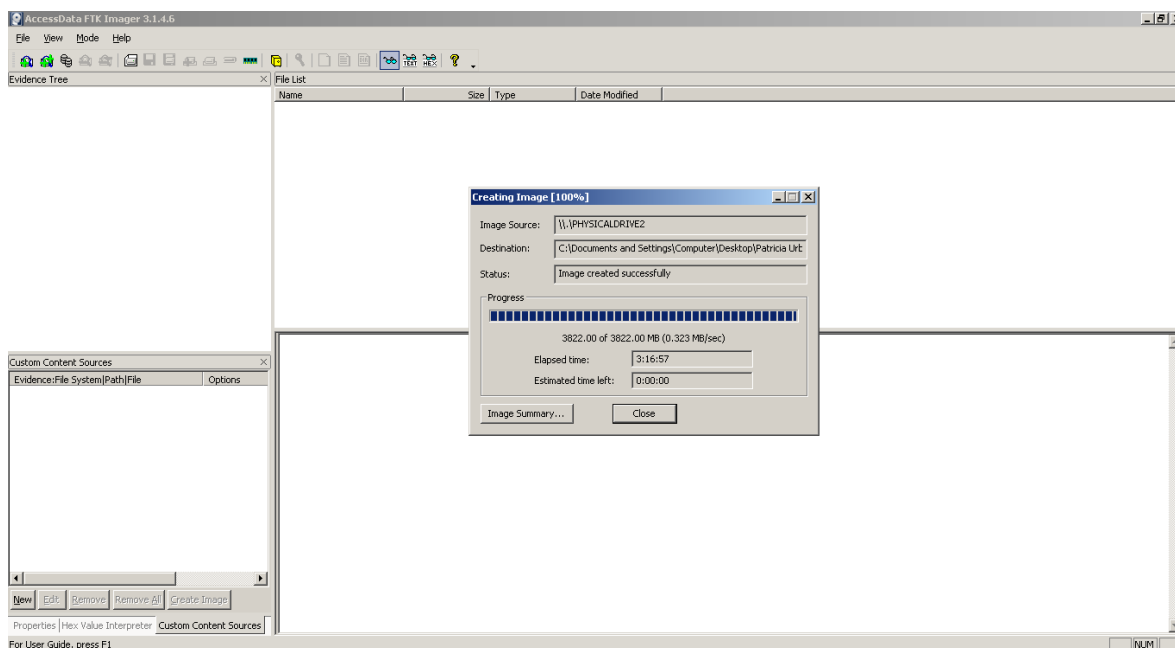 AccessData FTK Imager 3.1.4.6
File View Mode Help
TEXT HEX
Evidence Tree
File List
Name Size Type Date Modified
Creating Image [100%]
Image Source: \\.\PHYSICALDRIVE2
Destination: C:\Documents and Settings\Computer\Desktop\Patricia Urb
Status: Image created successfully
Progress
3822.00 of 3822.00 MB (0.323 MB/sec)
Elapsed time: 3:16:57
Estimated time left: 0:00:00
Image Summary... Close
Custom Content Sources
Evidence:File System|Path|File Options
New Edit Remove Remove All Create Image
Properties Hex Value Interpreter Custom Content Sources
For User Guide, press F1
NUM